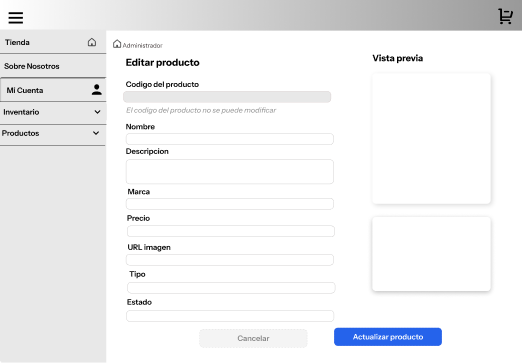 Tienda
Sobre Nosotros
Mi Cuenta
Inventario
Productos
Administrador
Editar producto
Codigo del producto
El codigo del producto no se puede modificar
Nombre
Descripcion
Marca
Precio
URL imagen
Tipo
Estado
Cancelar
Actualizar producto
Vista previa